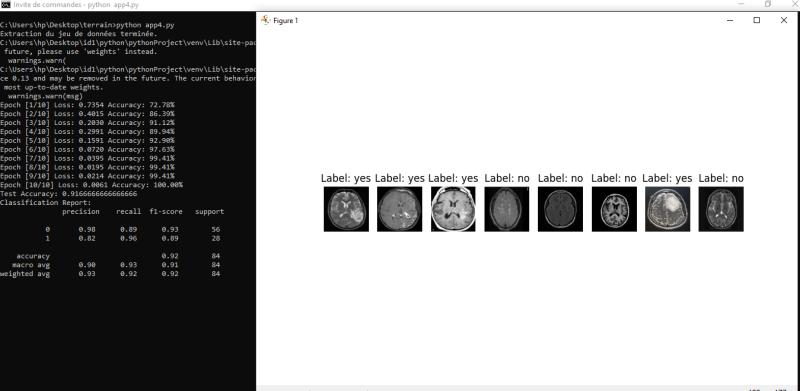 Invite de commandes - python app4.py
C:\Users\hp\Desktop\terrain>python app4.py
Extraction du jeu de données terminée.
C:\Users\hp\Desktop\id1\python\pythonProject\venv\Lib\site-pac
future, please use 'weights' instead.
warnings.warn(
C:\Users\hp\Desktop\id1\python\pythonProject\venv\Lib\site-pac
ce 0.13 and may be removed in the future. The current behavior
most up-to-date weights.
warnings.warn(msg)
Epoch [1/10] Loss: 0.7354 Accuracy: 72.78%
Epoch [2/10] Loss: 0.4015 Accuracy: 86.39%
Epoch [3/10] Loss: 0.2030 Accuracy: 91.12%
Epoch [4/10] Loss: 0.2991 Accuracy: 89.94%
Epoch [5/10] Loss: 0.1591 Accuracy: 92.90%
Epoch [6/10] Loss: 0.0720 Accuracy: 97.63%
Epoch [7/10] Loss: 0.0395 Accuracy: 99.41%
Epoch [8/10] Loss: 0.0195 Accuracy: 99.41%
Epoch [9/10] Loss: 0.0214 Accuracy: 99.41%
Epoch [10/10] Loss: 0.0061 Accuracy: 100.00%
Test Accuracy: 0.9166666666666666
Classification Report:
precision recall f1-score support
0 0.98 0.89 0.93 56
1 0.82 0.96 0.89 28
accuracy 0.92 84
macro avg 0.90 0.93 0.91 84
weighted avg 0.93 0.92 0.92 84
Figure 1
Label: yes Label: yes Label: yes Label: no Label: no Label: no Label: yes Label: no